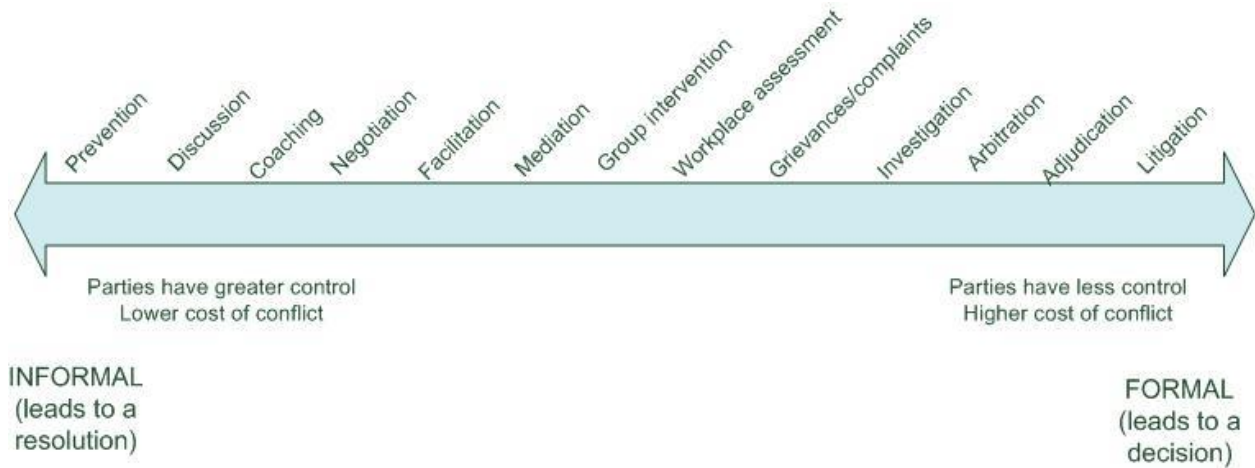 Prevention
Discussion
Coaching
Negotiation
Facilitation
Mediation
Group intervention
Workplace assessment
Grievances/complaints
Investigation
Arbitration
Adjudication
Litigation
Parties have greater control
Lower cost of conflict
Parties have less control
Higher cost of conflict
INFORMAL
(leads to a
resolution)
FORMAL
(leads to a
decision)